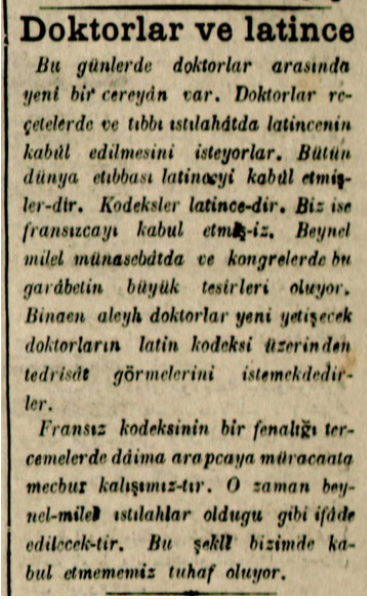 Doktorlar ve latince
Bu günlerde doktorlar arasında
yeni bir cereyân var. Doktorlar re-
çetelerde ve tıbbı ıstılahâtda latincenin
kabûl edilmesini isteyorlar. Bütün
dünya etıbbası latinceyi kabûl etmiş-
ler-dir. Kodeksler latince-dir. Biz ise
fransızcayı kabul etmiş-iz. Beynel
milel münasebâtda ve kongrelerde bu
garâbetin büyük tesirleri oluyor.
Binaen aleyh doktorlar yeni yetişecek
doktorların latin kodeksi üzerinden
tedrisât görmelerini istemekdedir-
ler.
Fransız kodeksinin bir fenalığı ter-
cemelerde dâima arapcaya müracaata
mecbur kalışımız-tır. O zaman bey-
nel-milel ıstılahlar oldugu gibi ifâde
edilecek-tir. Bu şekli bizimde ka-
bul etmememiz tuhaf oluyor.